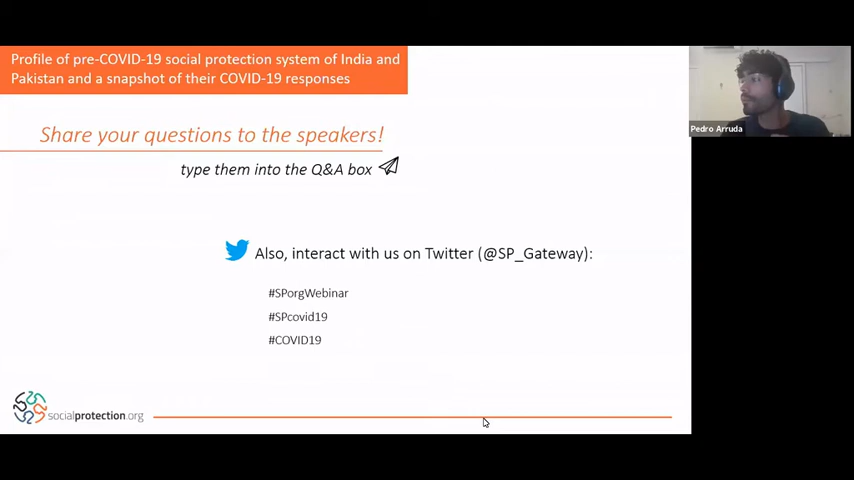 Profile of pre-COVID-19 social protection system of India and
Pakistan and a snapshot of their COVID-19 responses
Pedro Arruda
Share your questions to the speakers!
type them into the Q&A box
Also, interact with us on Twitter (@SP_Gateway):
#SPorgWebinar
#SPcovid19
#COVID19
socialprotection.org